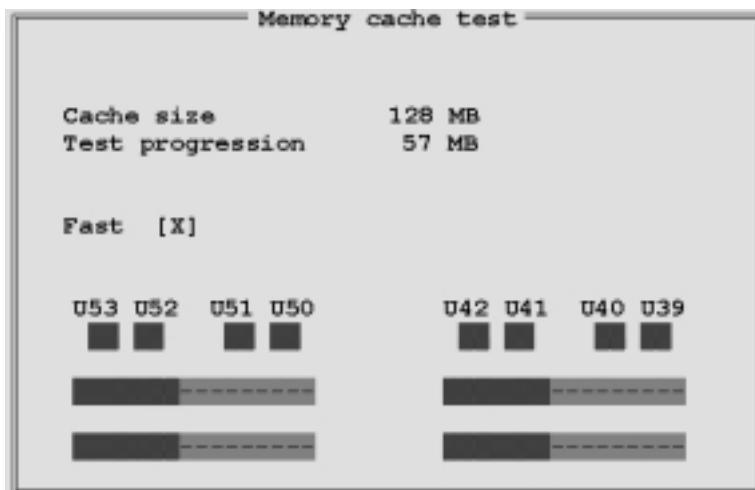 Memory cache test
Cache size 128 MB
Test progression 57 MB
Fast [X]
U53 U52 U51 U50 U42 U41 U40 U39